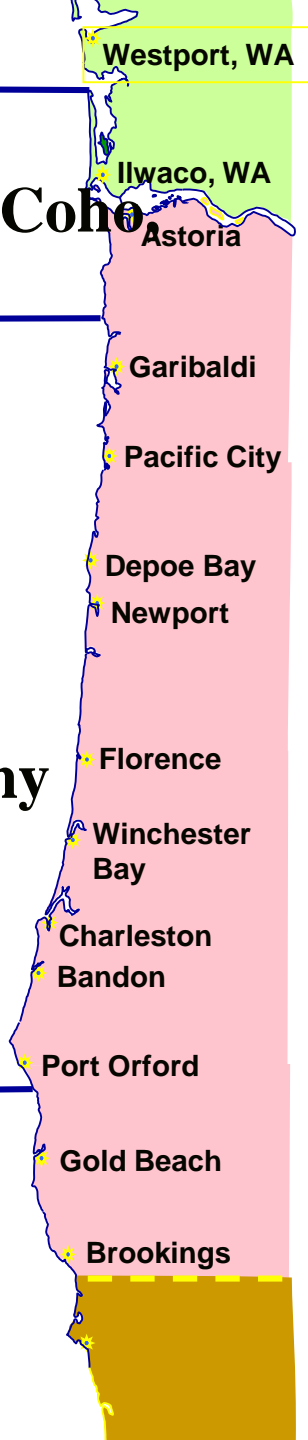 Westport, WA
Ilwaco, WA
Coho,
Astoria
Garibaldi
Pacific City
Depoe Bay
Newport
Florence
ny
Winchester
Bay
Charleston
Bandon
Port Orford
Gold Beach
Brookings